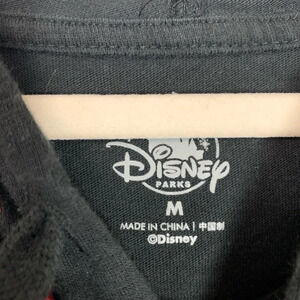 Disney
PARKS
M
MADE IN CHINA | 中国制
©Disney